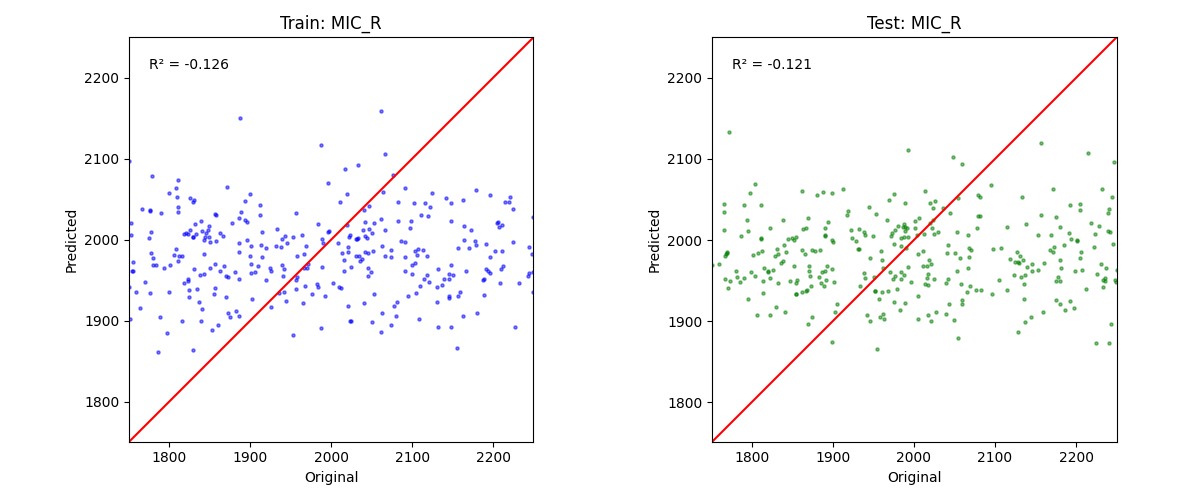 Train: MIC_R
R² = -0.126
2200
2100
2000
1900
1800
Predicted
1800 1900 2000 2100 2200
Original
Test: MIC_R
R² = -0.121
2200
2100
2000
1900
1800
Predicted
1800 1900 2000 2100 2200
Original